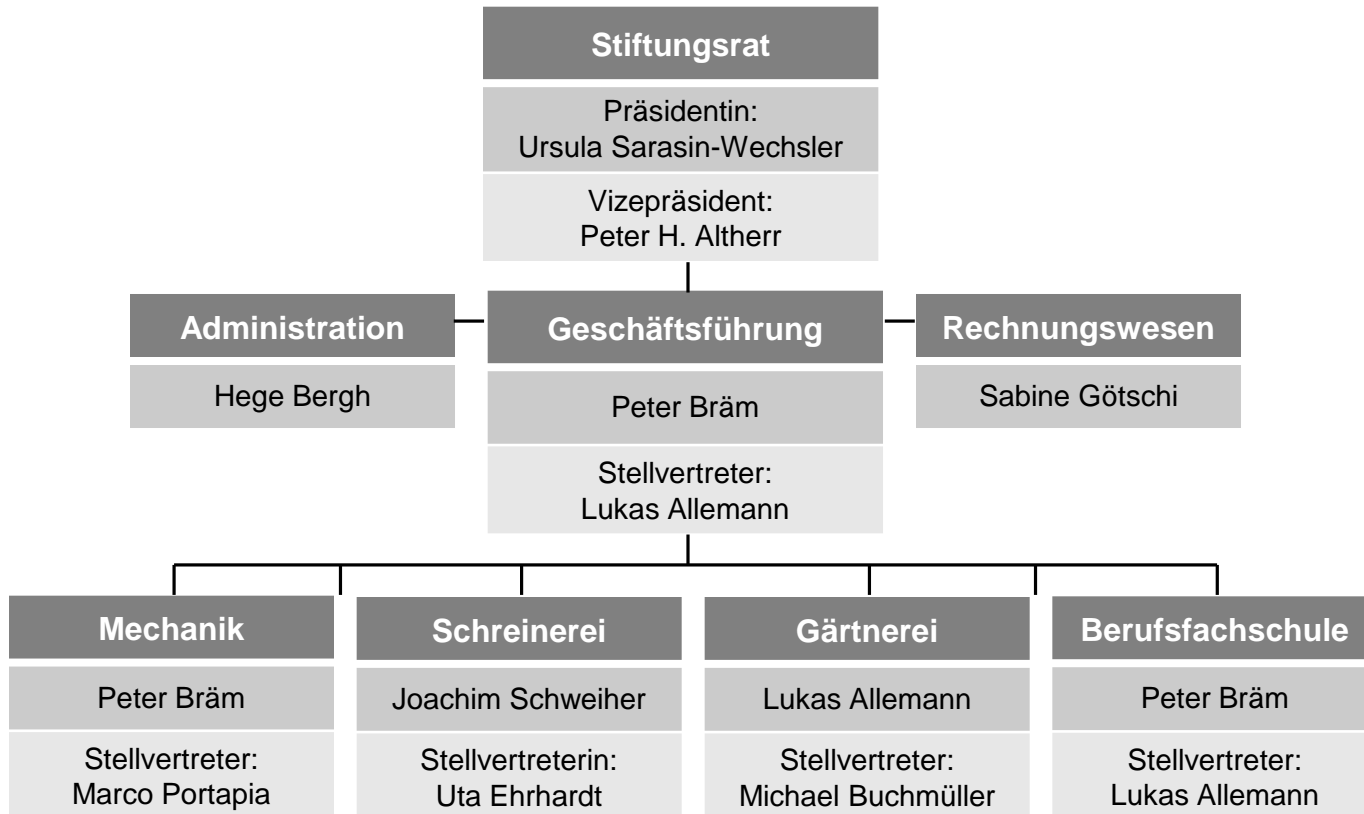 Stiftungsrat
Präsidentin:
Ursula Sarasin-Wechsler
Vizepräsident:
Peter H. Altherr
Administration
Hege Bergh
Geschäftsführung
Peter Bräm
Stellvertreter:
Lukas Allemann
Rechnungswesen
Sabine Götschi
Mechanik
Peter Bräm
Stellvertreter:
Marco Portapia
Schreinerei
Joachim Schweiher
Stellvertreterin:
Uta Ehrhardt
Gärtnerei
Lukas Allemann
Stellvertreter:
Michael Buchmüller
Berufsfachschule
Peter Bräm
Stellvertreter:
Lukas Allemann